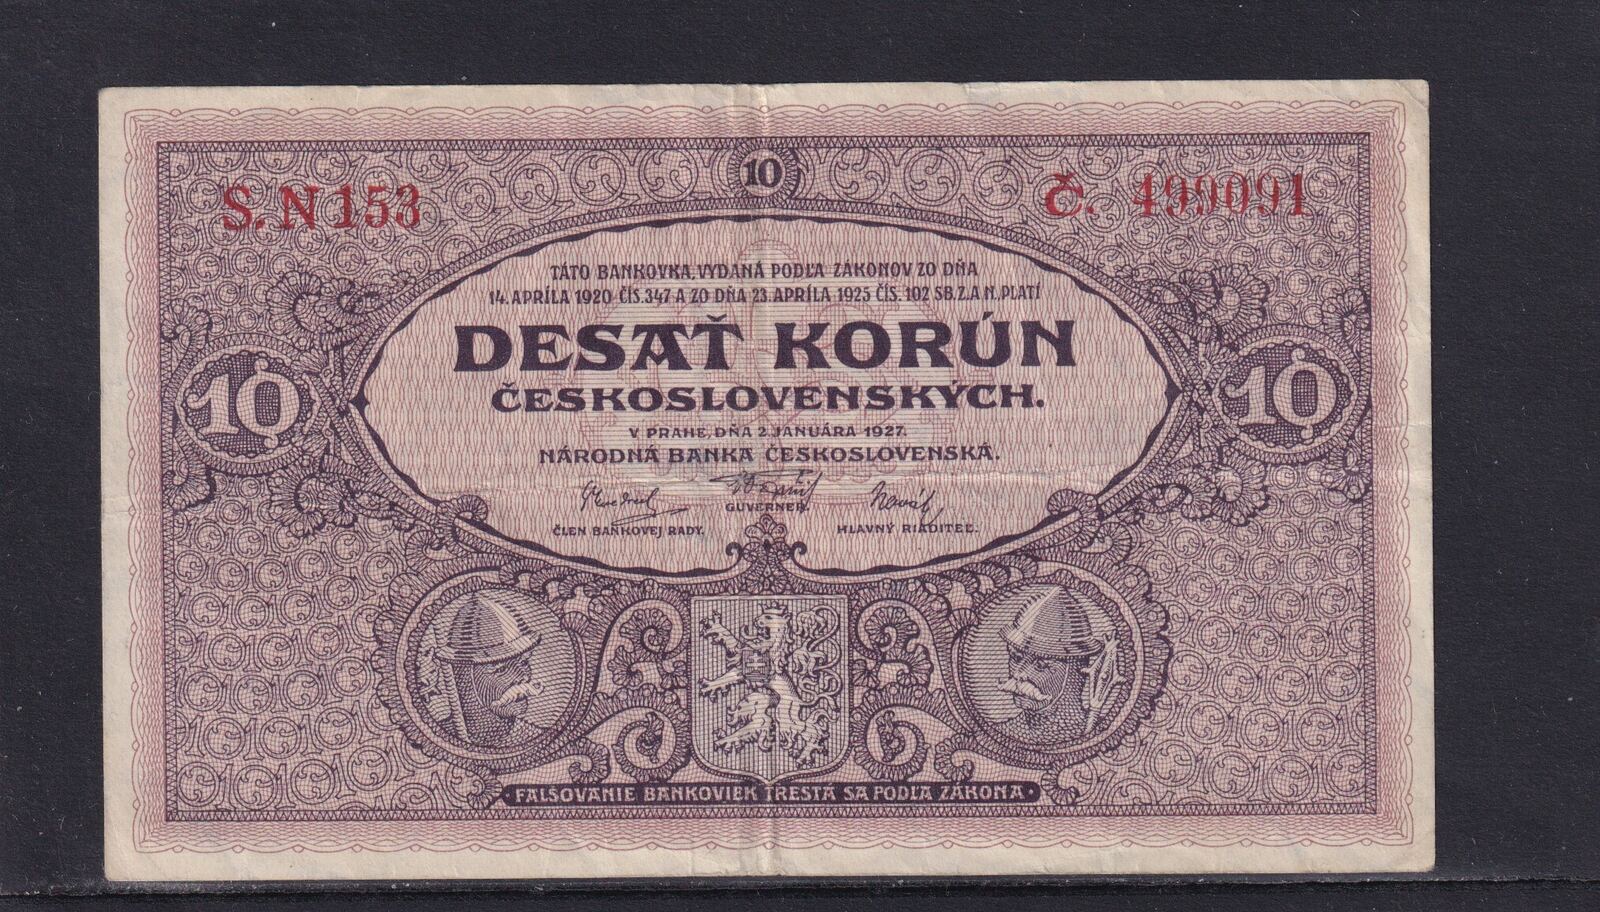 10
S.N153
Č. 499091
TÁTO BANKOVKA, VYDANÁ PODĽA ZÁKONOV ZO DŇA
14. APRÍLA 1920 ČÍS. 347 A ZO DŇA 23. APRÍLA 1925 ČÍS. 102 SB. Z. A N. PLATÍ
DESAŤ KORÚN
10
10
ČESKOSLOVENSKÝCH.
V PRAHE, DŇA 2. JANUÁRA 1927.
NÁRODNÁ BANKA ČESKOSLOVENSKÁ.
GUVERNER.
ČLEN BAŇKOVEJ RADY.
HLAVNÝ RIADITEĽ.
FALŠOVANIE BANKOVIEK TRESTÁ SA PODĽA ZÁKONA